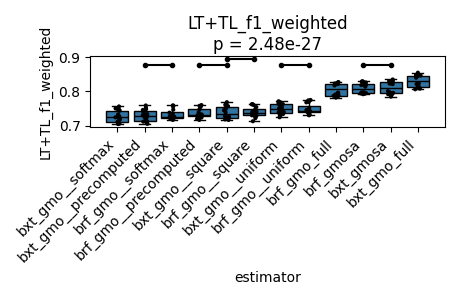 LT+TL_f1_weighted
p = 2.48e-27
LT+TL_f1_weighted
0.9
0.8
0.7
bxt_gmo__softmax
bxt_gmo__precomputed
brf_gmo__softmax
brf_gmo__precomputed
bxt_gmo__square
brf_gmo__square
bxt_gmo__uniform
brf_gmo__uniform
brf_gmo_full
brf_gmosa
bxt_gmosa
bxt_gmo_full
estimator